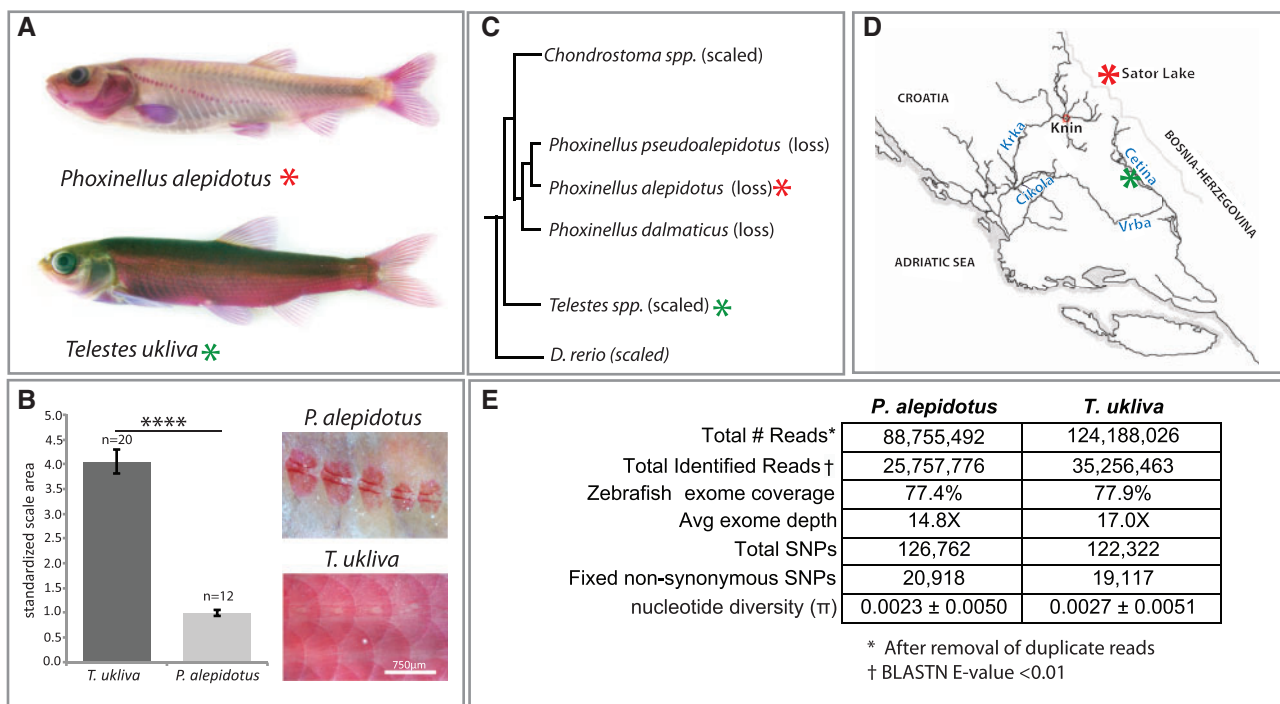 A
Phoxinellus alepidotus *
Telestes ukliva *
B
5.0
4.5
4.0
3.5
3.0
2.5
2.0
1.5
1.0
0.5
0.0
standardized scale area
****
n=20
n=12
T. ukliva
P. alepidotus
P. alepidotus
T. ukliva
750µm
C
Chondrostoma spp. (scaled)
Phoxinellus pseudoalepidotus (loss)
Phoxinellus alepidotus (loss)*
Phoxinellus dalmaticus (loss)
Telestes spp. (scaled) *
D. rerio (scaled)
D
* Sator Lake
CROATIA
Knin
Krka
Cetina
*
Čikola
BOSNIA-HERZEGOVINA
Vrba
ADRIATIC SEA
E
P. alepidotus T. ukliva
Total # Reads* 88,755,492 124,188,026
Total Identified Reads † 25,757,776 35,256,463
Zebrafish exome coverage 77.4% 77.9%
Avg exome depth 14.8X 17.0X
Total SNPs 126,762 122,322
Fixed non-synonymous SNPs 20,918 19,117
nucleotide diversity (π) 0.0023 ± 0.0050 0.0027 ± 0.0051
* After removal of duplicate reads
† BLASTN E-value <0.01